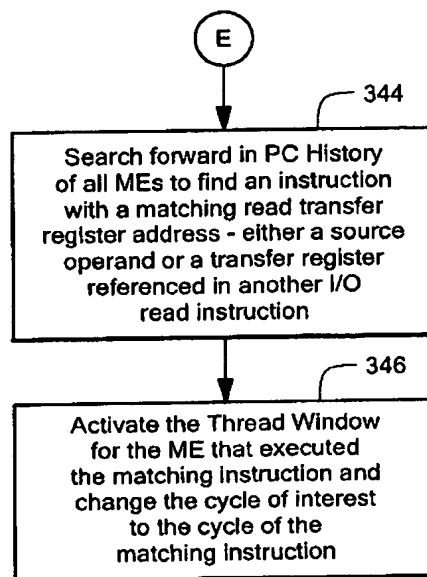 E
344
Search forward in PC History
of all MEs to find an instruction
with a matching read transfer
register address - either a source
operand or a transfer register
referenced in another I/O
read instruction
346
Activate the Thread Window
for the ME that executed
the matching instruction and
change the cycle of interest
to the cycle of the
matching instruction